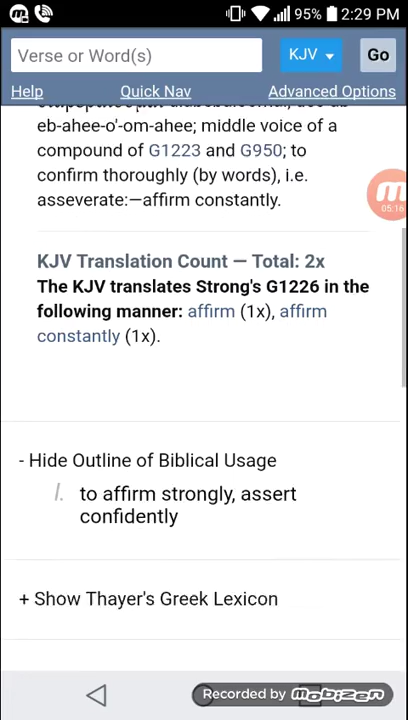 95% 2:29 PM
Verse or Word(s) KJV Go
Help Quick Nav Advanced Options
eb-ahee-o'-om-ahee; middle voice of a
compound of G1223 and G950; to
confirm thoroughly (by words), i.e.
asseverate:—affirm constantly.
05:16
KJV Translation Count — Total: 2x
The KJV translates Strong's G1226 in the
following manner: affirm (1x), affirm
constantly (1x).
- Hide Outline of Biblical Usage
I. to affirm strongly, assert
confidently
+ Show Thayer's Greek Lexicon
Recorded by Mobizen